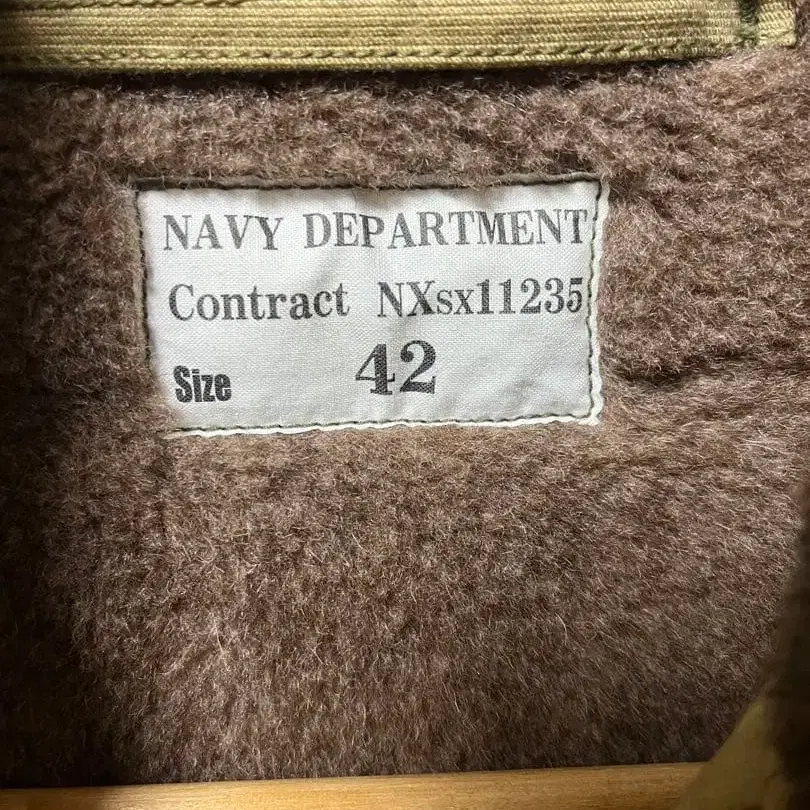 NAVY DEPARTMENT
Contract NXsx11235
Size 42